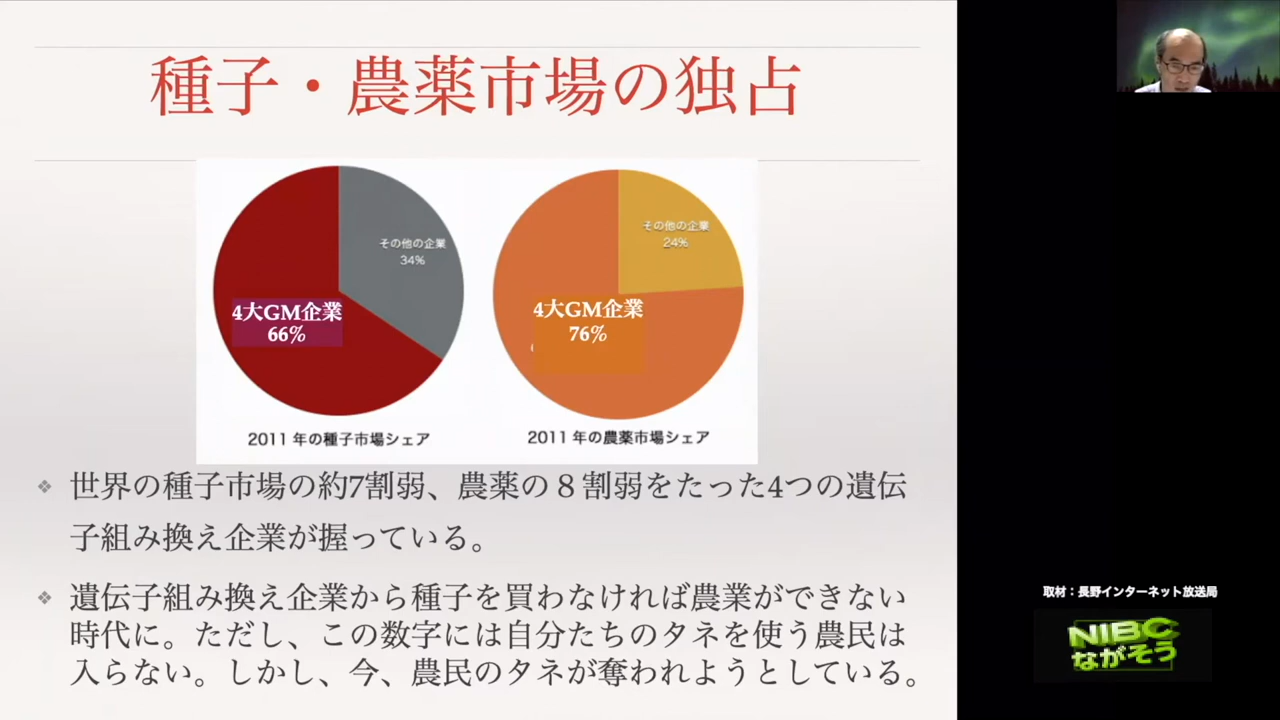 種子・農薬市場の独占
その他の企業
34%
4大GM企業
66%
2011 年の種子市場シェア
その他の企業
24%
4大GM企業
76%
2011 年の農薬市場シェア
世界の種子市場の約7割弱、農薬の８割弱をたった4つの遺伝
子組み換え企業が握っている。
遺伝子組み換え企業から種子を買わなければ農業ができない
時代に。ただし、この数字には自分たちのタネを使う農民は
入らない。しかし、今、農民のタネが奪われようとしている。
取材：長野インターネット放送局
NIBC
ながそう